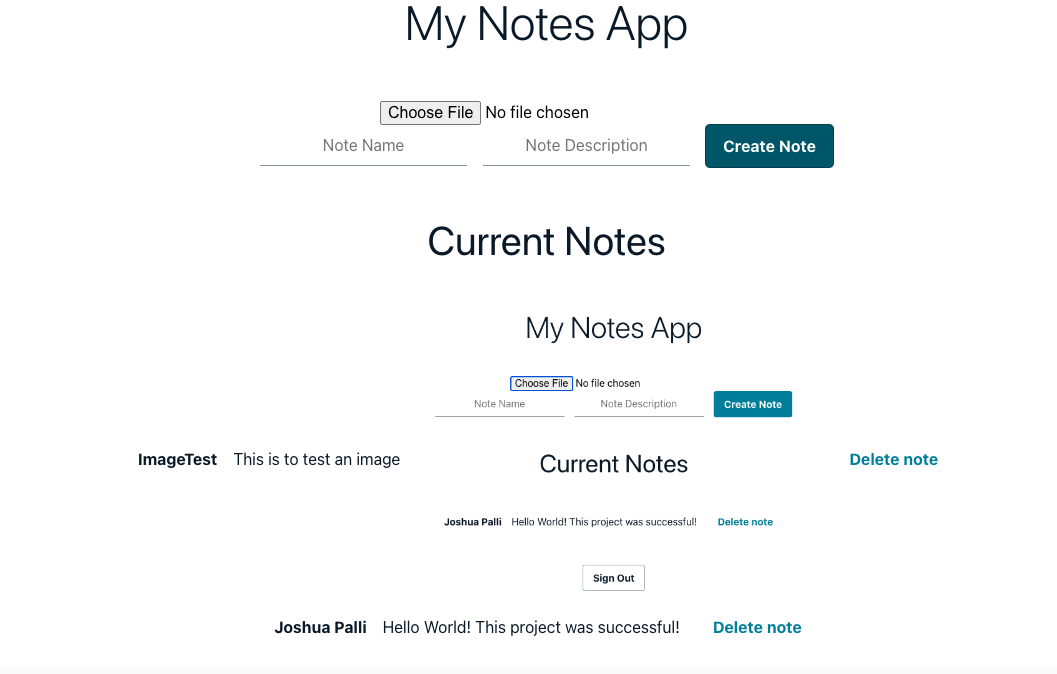 My Notes App
Choose File No file chosen
Note Name Note Description Create Note
Current Notes
My Notes App
Choose File No file chosen
Note Name Note Description Create Note
ImageTest This is to test an image Current Notes Delete note
Joshua Palli Hello World! This project was successful! Delete note
Sign Out
Joshua Palli Hello World! This project was successful! Delete note